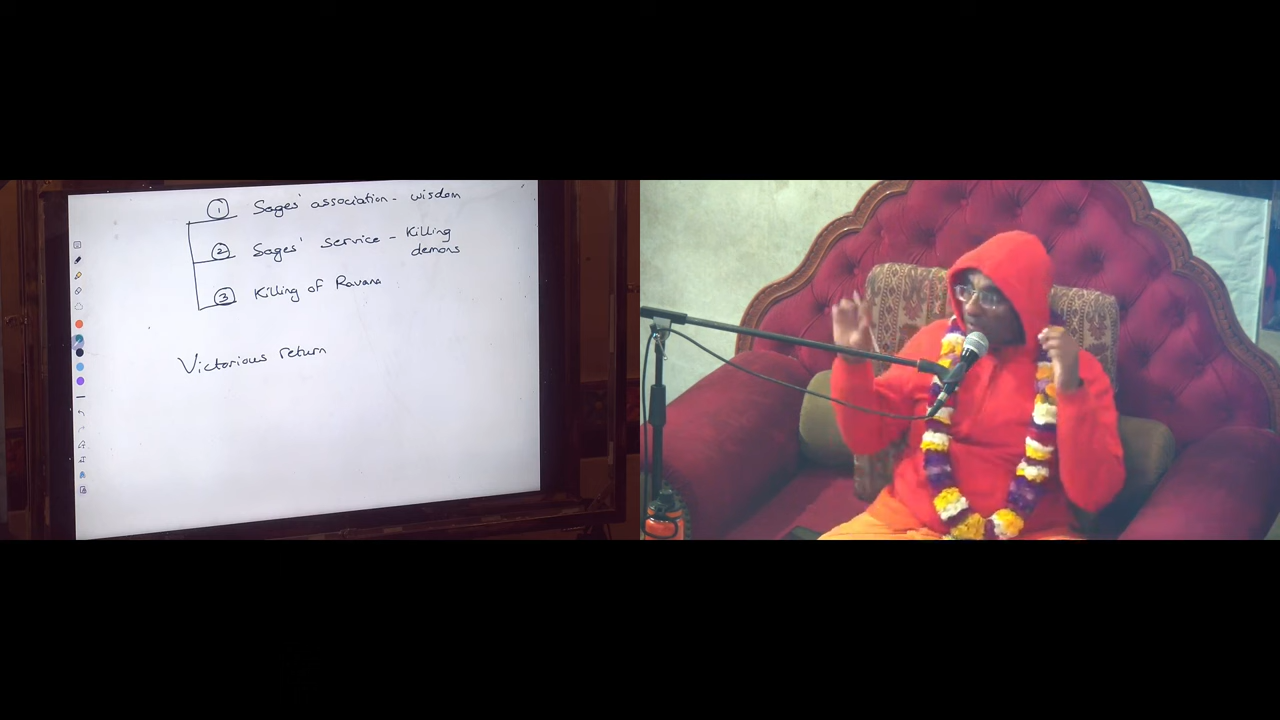 1 Sages' association - wisdom
2 Sages' service - Killing
demons
3 Killing of Ravana
Victorious return